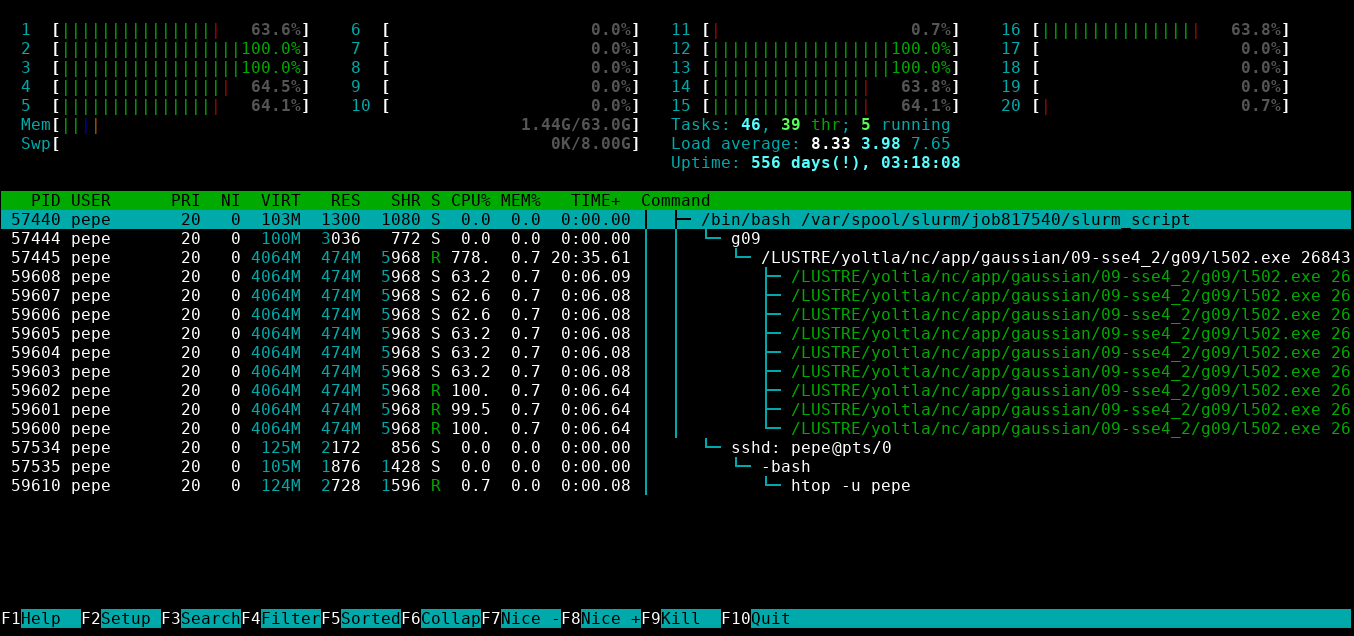 1 [|||||||||||||||| 63.6%] 6 [ 0.0%] 11 [| 0.7%] 16 [|||||||||||||||| 63.8%]
2 [||||||||||||||||||100.0%] 7 [ 0.0%] 12 [||||||||||||||||||100.0%] 17 [ 0.0%]
3 [||||||||||||||||||100.0%] 8 [ 0.0%] 13 [||||||||||||||||||100.0%] 18 [ 0.0%]
4 [||||||||||||||||| 64.5%] 9 [ 0.0%] 14 [|||||||||||||||| 63.8%] 19 [ 0.0%]
5 [|||||||||||||||| 64.1%] 10 [ 0.0%] 15 [|||||||||||||||| 64.1%] 20 [| 0.7%]
Mem[|||| 1.44G/63.0G] Tasks: 46, 39 thr; 5 running
Swp[ 0K/8.00G] Load average: 8.33 3.98 7.65
Uptime: 556 days(!), 03:18:08
PID USER PRI NI VIRT RES SHR S CPU% MEM% TIME+ Command
57440 pepe 20 0 103M 1300 1080 S 0.0 0.0 0:00.00 │ ├─ /bin/bash /var/spool/slurm/job817540/slurm_script
57444 pepe 20 0 100M 3036 772 S 0.0 0.0 0:00.00 │ │ └─ g09
57445 pepe 20 0 4064M 474M 5968 R 778. 0.7 20:35.61 │ │ └─ /LUSTRE/yoltla/nc/app/gaussian/09-sse4_2/g09/l502.exe 26843
59608 pepe 20 0 4064M 474M 5968 S 63.2 0.7 0:06.09 │ │ ├─ /LUSTRE/yoltla/nc/app/gaussian/09-sse4_2/g09/l502.exe 26
59607 pepe 20 0 4064M 474M 5968 S 62.6 0.7 0:06.08 │ │ ├─ /LUSTRE/yoltla/nc/app/gaussian/09-sse4_2/g09/l502.exe 26
59606 pepe 20 0 4064M 474M 5968 S 62.6 0.7 0:06.08 │ │ ├─ /LUSTRE/yoltla/nc/app/gaussian/09-sse4_2/g09/l502.exe 26
59605 pepe 20 0 4064M 474M 5968 S 63.2 0.7 0:06.08 │ │ ├─ /LUSTRE/yoltla/nc/app/gaussian/09-sse4_2/g09/l502.exe 26
59604 pepe 20 0 4064M 474M 5968 S 63.2 0.7 0:06.08 │ │ ├─ /LUSTRE/yoltla/nc/app/gaussian/09-sse4_2/g09/l502.exe 26
59603 pepe 20 0 4064M 474M 5968 S 63.2 0.7 0:06.08 │ │ ├─ /LUSTRE/yoltla/nc/app/gaussian/09-sse4_2/g09/l502.exe 26
59602 pepe 20 0 4064M 474M 5968 R 100. 0.7 0:06.64 │ │ ├─ /LUSTRE/yoltla/nc/app/gaussian/09-sse4_2/g09/l502.exe 26
59601 pepe 20 0 4064M 474M 5968 R 99.5 0.7 0:06.64 │ │ ├─ /LUSTRE/yoltla/nc/app/gaussian/09-sse4_2/g09/l502.exe 26
59600 pepe 20 0 4064M 474M 5968 R 100. 0.7 0:06.64 │ │ └─ /LUSTRE/yoltla/nc/app/gaussian/09-sse4_2/g09/l502.exe 26
57534 pepe 20 0 125M 2172 856 S 0.0 0.0 0:00.00 │ └─ sshd: pepe@pts/0
57535 pepe 20 0 105M 1876 1428 S 0.0 0.0 0:00.00 │ └─ -bash
59610 pepe 20 0 124M 2728 1596 R 0.7 0.0 0:00.08 │ └─ htop -u pepe
F1Help F2Setup F3SearchF4FilterF5SortedF6CollapF7Nice -F8Nice +F9Kill F10Quit